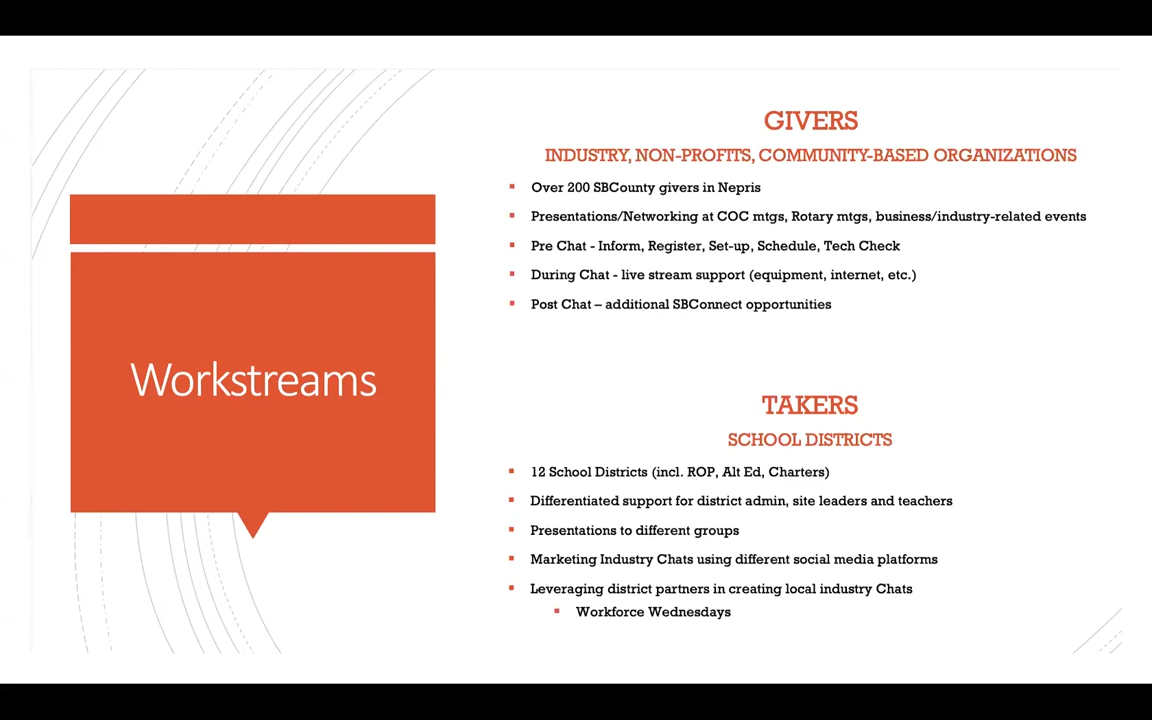 Workstreams
GIVERS
INDUSTRY, NON-PROFITS, COMMUNITY-BASED ORGANIZATIONS
Over 200 SBCounty givers in Nepris
Presentations/Networking at COC mtgs, Rotary mtgs, business/industry-related events
Pre Chat - Inform, Register, Set-up, Schedule, Tech Check
During Chat - live stream support (equipment, internet, etc.)
Post Chat – additional SBConnect opportunities
TAKERS
SCHOOL DISTRICTS
12 School Districts (incl. ROP, Alt Ed, Charters)
Differentiated support for district admin, site leaders and teachers
Presentations to different groups
Marketing Industry Chats using different social media platforms
Leveraging district partners in creating local industry Chats
Workforce Wednesdays